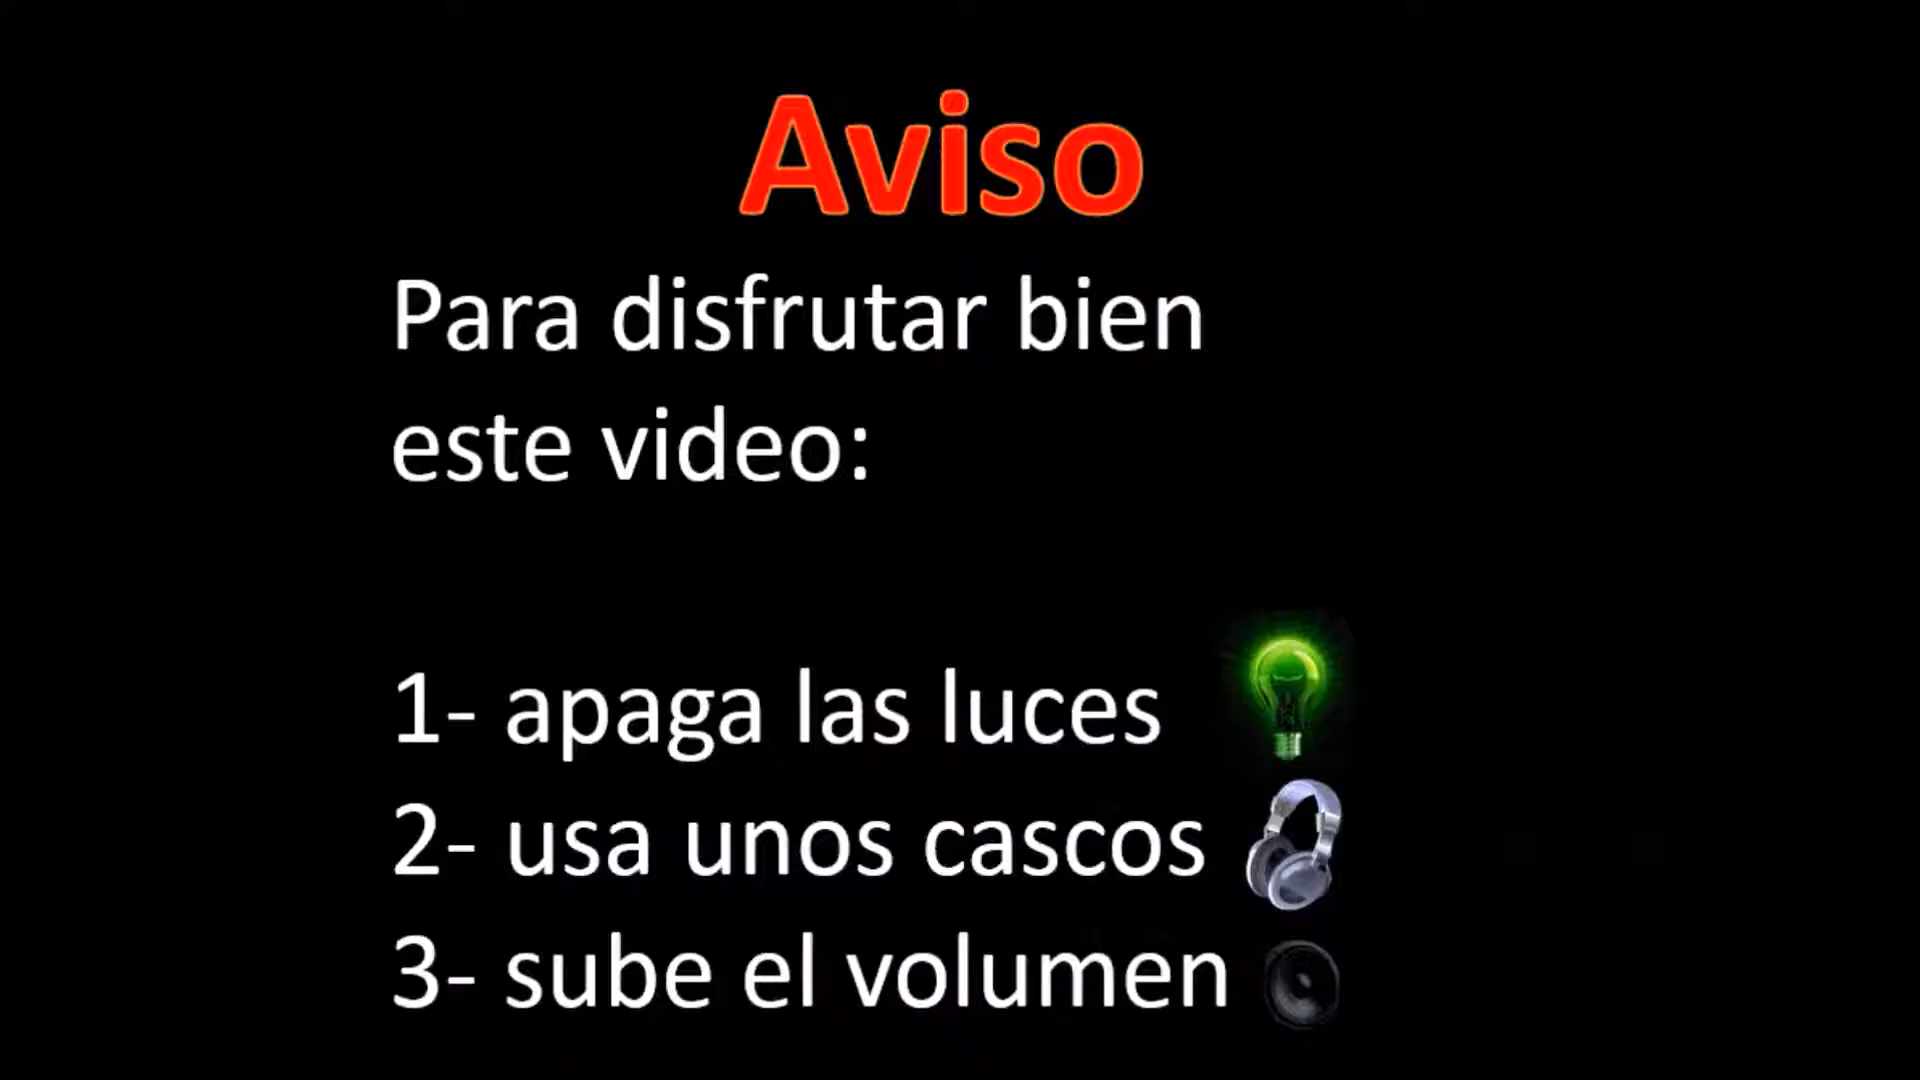 Aviso
Para disfrutar bien
este video:
1- apaga las luces
2- usa unos cascos
3- sube el volumen